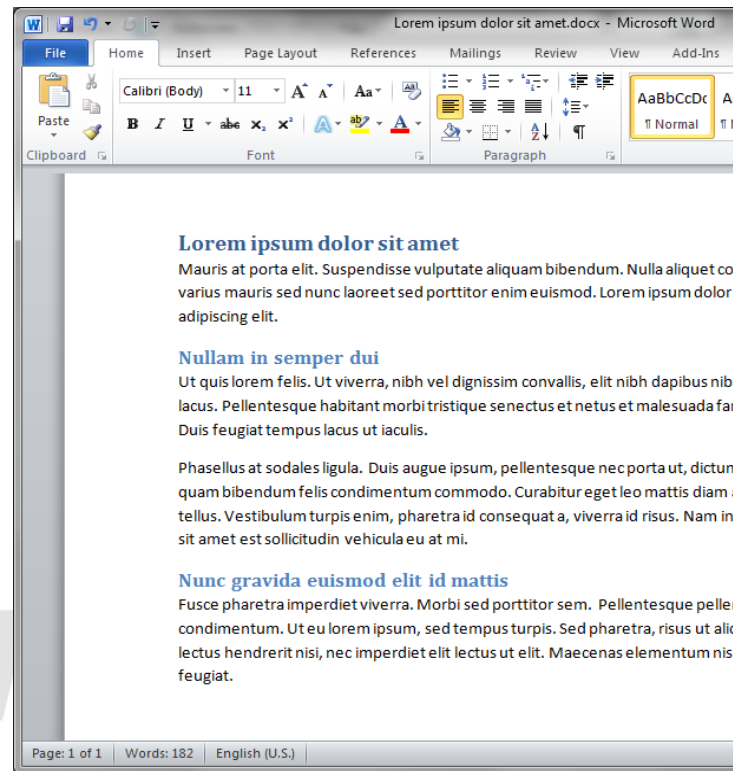 Lorem ipsum dolor sit amet.docx - Microsoft Word
File Home Insert Page Layout References Mailings Review View Add-Ins
Calibri (Body) 11 Aa
Paste
B I U abc x₂ x² ab A
AaBbCcDc
¶ Normal
Clipboard Font Paragraph
Lorem ipsum dolor sit amet
Mauris at porta elit. Suspendisse vulputate aliquam bibendum. Nulla aliquet co
varius mauris sed nunc laoreet sed porttitor enim euismod. Lorem ipsum dolor
adipiscing elit.
Nullam in semper dui
Ut quis lorem felis. Ut viverra, nibh vel dignissim convallis, elit nibh dapibus nib
lacus. Pellentesque habitant morbi tristique senectus et netus et malesuada fa
Duis feugiat tempus lacus ut iaculis.
Phasellus at sodales ligula. Duis augue ipsum, pellentesque nec porta ut, dictum
quam bibendum felis condimentum commodo. Curabitur eget leo mattis diam
tellus. Vestibulum turpis enim, pharetra id consequat a, viverra id risus. Nam in
sit amet est sollicitudin vehicula eu at mi.
Nunc gravida euismod elit id mattis
Fusce pharetra imperdiet viverra. Morbi sed porttitor sem. Pellentesque pelle
condimentum. Ut eu lorem ipsum, sed tempus turpis. Sed pharetra, risus ut ali
lectus hendrerit nisi, nec imperdiet elit lectus ut elit. Maecenas elementum nis
feugiat.
Page: 1 of 1 Words: 182 English (U.S.)